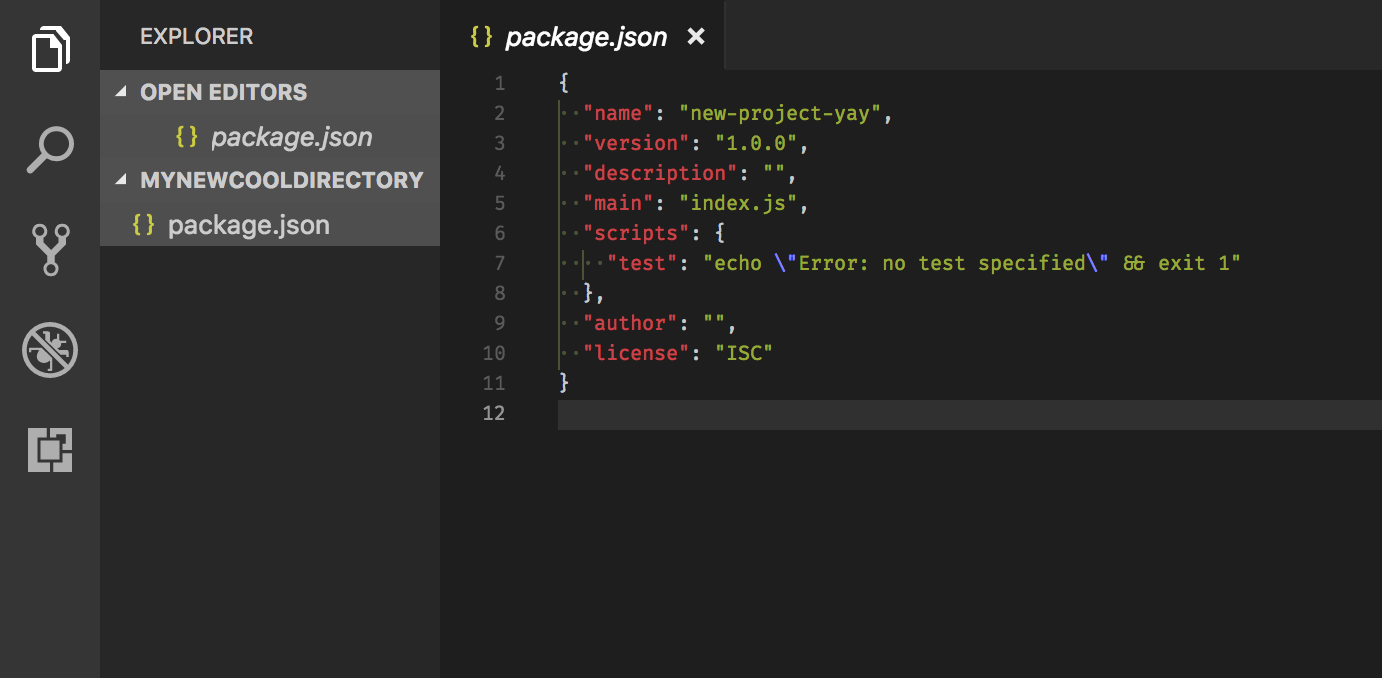 EXPLORER
OPEN EDITORS
{} package.json
MYNEWCOOLDIRECTORY
{} package.json
{} package.json ×
1 {
2   "name": "new-project-yay",
3   "version": "1.0.0",
4   "description": "",
5   "main": "index.js",
6   "scripts": {
7     "test": "echo \"Error: no test specified\" && exit 1"
8   },
9   "author": "",
10   "license": "ISC"
11 }
12